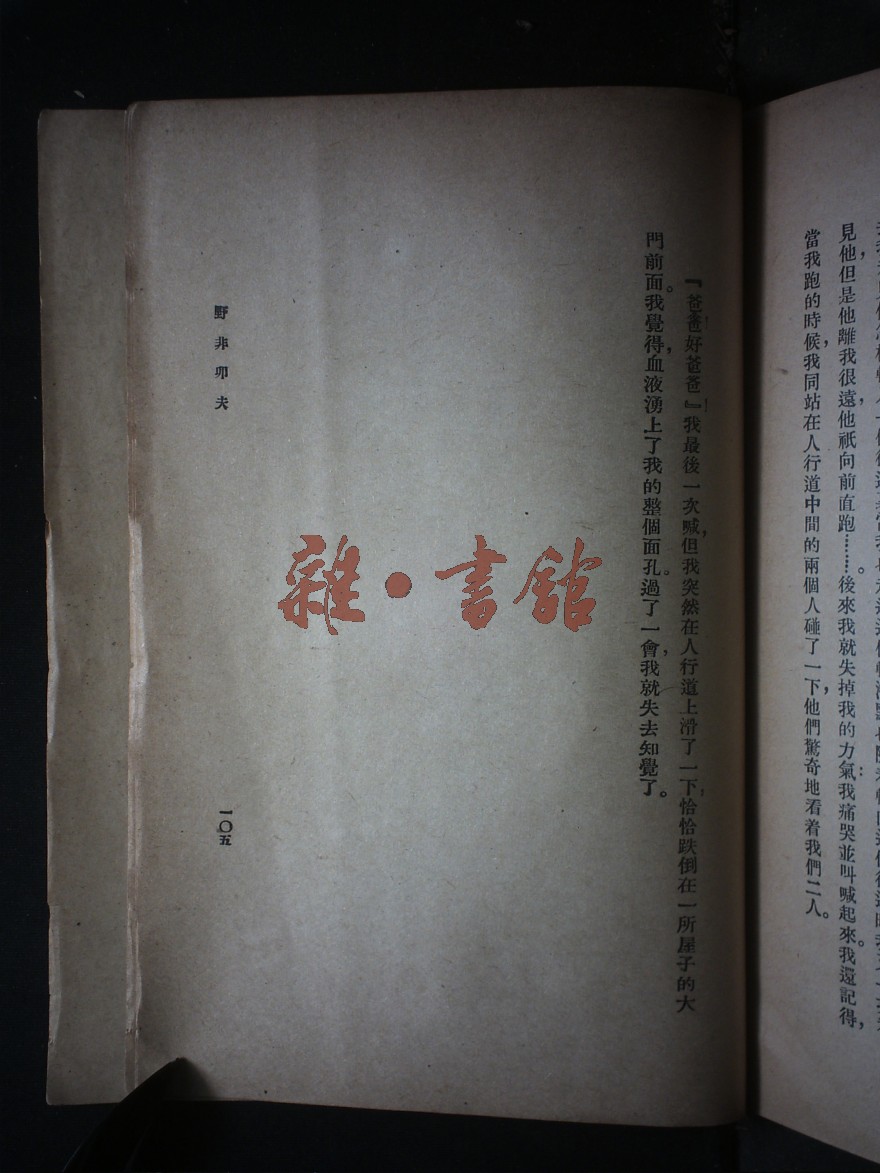 見他，但是他離我很遠，他祇向前直跑………後來我就失掉我的力氣。我痛哭並叫喊起來。我還記得，
當我跑的時候，我同站在人行道中間的兩個人碰了一下，他們驚奇地看着我們二人。
『爸爸好爸爸』我最後一次喊，但我突然在人行道上滑了一下，恰恰跌倒在一所屋子的大
門前面。我覺得，血液湧上了我的整個面孔。過了一會，我就失去知覺了。
野非卯夫
一〇五
雜·書館